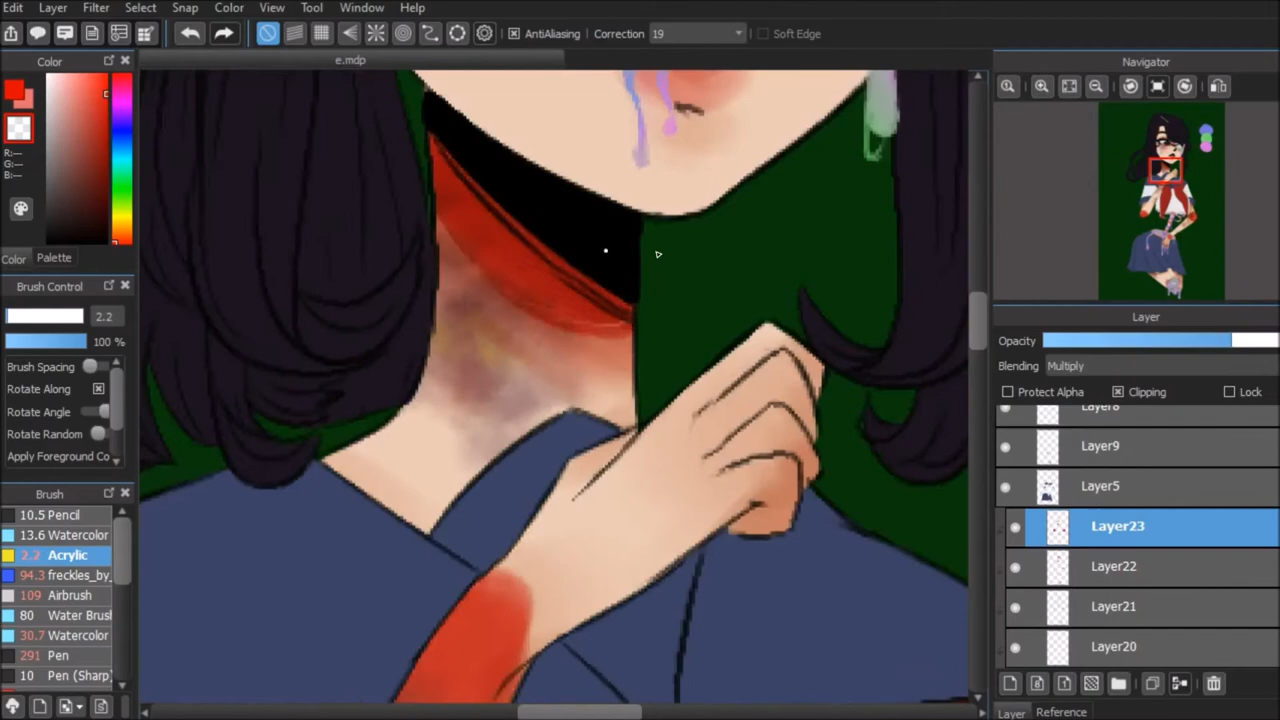 Edit Layer Filter Select Snap Color View Tool Window Help
AntiAliasing Correction 19 Soft Edge
Color
e.mdp
Navigator
R:---
G:---
B:---
Color Palette
Brush Control
2.2
100 %
Brush Spacing
Rotate Along
Rotate Angle
Rotate Random
Apply Foreground Co
Brush
10.5 Pencil
13.6 Watercolor
2.2 Acrylic
94.3 freckles_by_
109 Airbrush
80 Water Brush
30.7 Watercolor
291 Pen
10 Pen (Sharp)
Layer
Opacity
Blending Multiply
Protect Alpha Clipping Lock
Layer8
Layer9
Layer5
Layer23
Layer22
Layer21
Layer20
Layer Reference